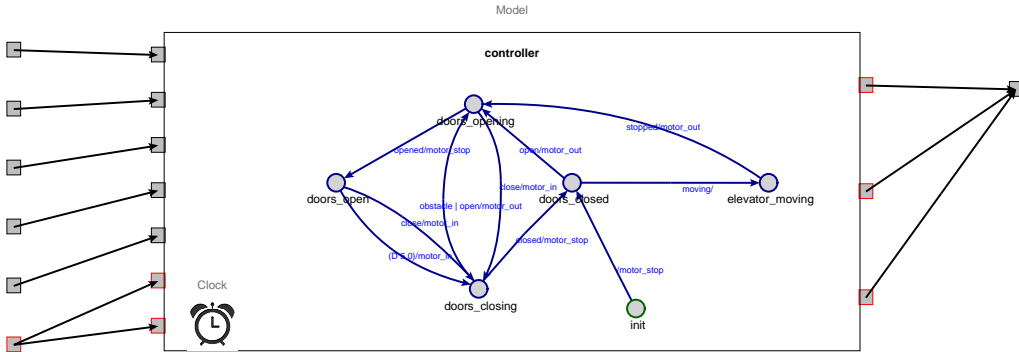 Model
controller
doors_opening
stopped/motor_out
opened/motor_stop
open/motor_out
close/motor_in
moving/
doors_open
doors_closed
elevator_moving
obstacle | open/motor_out
close/motor_in
closed/motor_stop
(D 5.0)/motor_in
/motor_stop
Clock
doors_closing
init